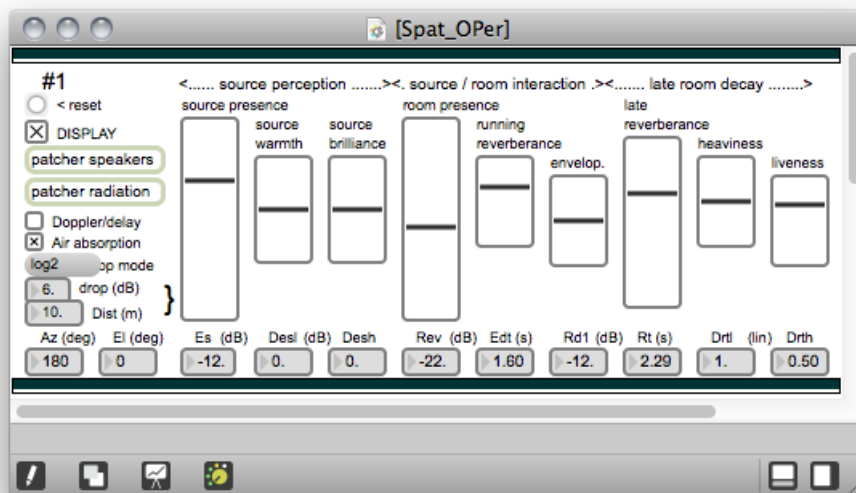 [Spat_OPer]
#1
<...... source perception .......><. source / room interaction .><....... late room decay ........>
< reset
source presence
room presence
late
reverberance
DISPLAY
source
warmth
source
brilliance
running
reverberance
heaviness
patcher speakers
envelop.
liveness
patcher radiation
Doppler/delay
Air absorption
log2 op mode
6. drop (dB)
}
10. Dist (m)
Az (deg) El (deg) Es (dB) Desl (dB) Desh Rev (dB) Edt (s) Rd1 (dB) Rt (s) Drtl (lin) Drth
180 0 -12. 0. 0. -22. 1.60 -12. 2.29 1. 0.50